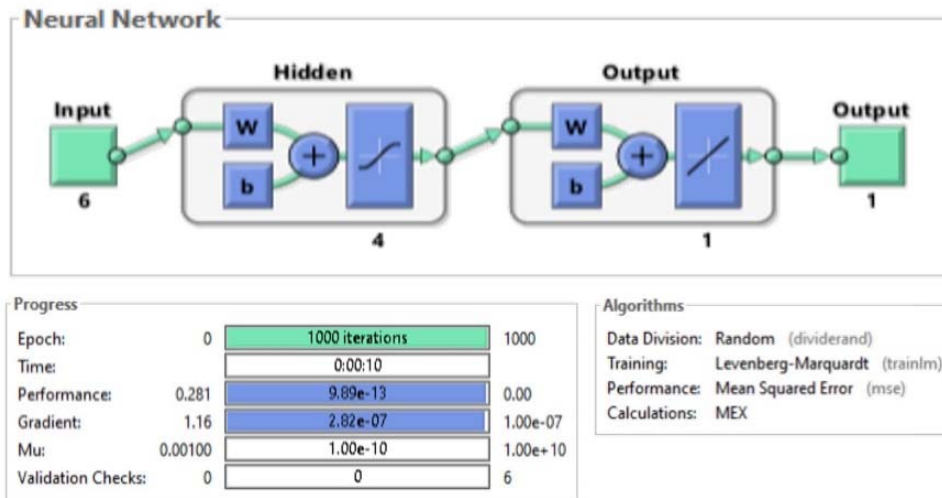 Neural Network
Hidden
Output
Input
W
b
+
W
b
+
Output
6
4
1
1
Progress
Epoch: 0 1000 iterations 1000
Time: 0:00:10
Performance: 0.281 9.89e-13 0.00
Gradient: 1.16 2.82e-07 1.00e-07
Mu: 0.00100 1.00e-10 1.00e+10
Validation Checks: 0 0 6
Algorithms
Data Division: Random (dividerand)
Training: Levenberg-Marquardt (trainlm)
Performance: Mean Squared Error (mse)
Calculations: MEX